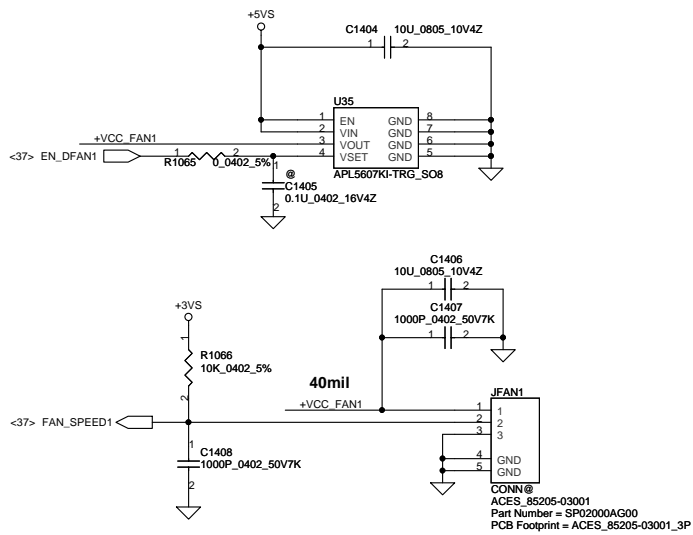 +5VS
C1404 10U_0805_10V4Z
1 2
U35
1 EN GND 8
2 VIN GND 7
+VCC_FAN1 3 VOUT GND 6
<37> EN_DFAN1 1 2 4 VSET GND 5
R1065 0_0402_5%
APL5607KI-TRG_SO8
1
@
C1405
0.1U_0402_16V4Z
2
C1406
10U_0805_10V4Z
1 2
C1407
1000P_0402_50V7K
1 2
+3VS
1
R1066
10K_0402_5%
2
40mil
+VCC_FAN1
JFAN1
1 1
<37> FAN_SPEED1 2 2
3 3
4 GND
5 GND
1
C1408
1000P_0402_50V7K
2
CONN@
ACES_85205-03001
Part Number = SP02000AG00
PCB Footprint = ACES_85205-03001_3P